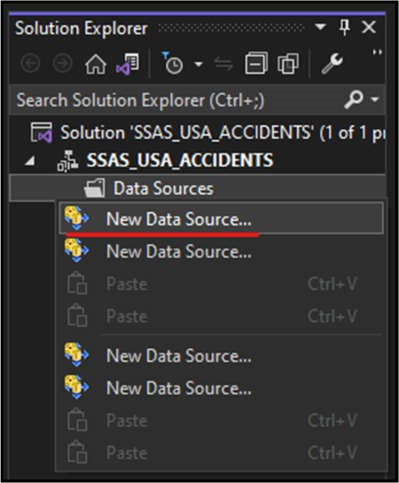 Solution Explorer
Search Solution Explorer (Ctrl+;)
Solution 'SSAS_USA_ACCIDENTS' (1 of 1 pr
SSAS_USA_ACCIDENTS
Data Sources
New Data Source...
New Data Source...
Paste Ctrl+V
Paste Ctrl+V
New Data Source...
New Data Source...
Paste Ctrl+V
Paste Ctrl+V